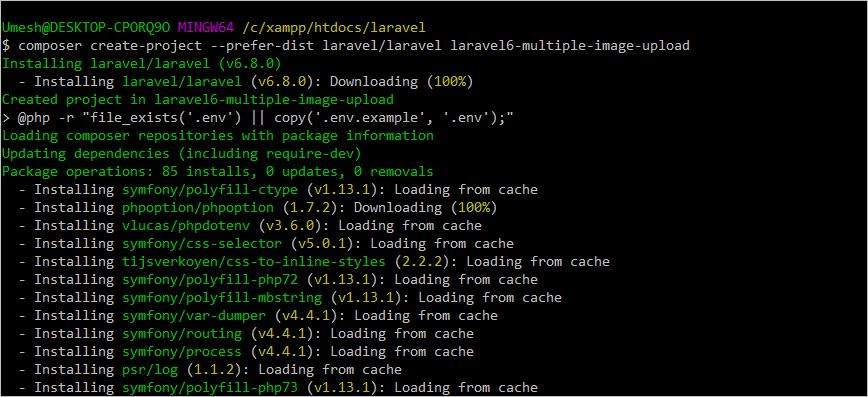 Umesh@DESKTOP-CPORQ9O MINGW64 /c/xampp/htdocs/laravel
$ composer create-project --prefer-dist laravel/laravel laravel6-multiple-image-upload
Installing laravel/laravel (v6.8.0)
  - Installing laravel/laravel (v6.8.0): Downloading (100%)
Created project in laravel6-multiple-image-upload
> @php -r "file_exists('.env') || copy('.env.example', '.env');"
Loading composer repositories with package information
Updating dependencies (including require-dev)
Package operations: 85 installs, 0 updates, 0 removals
  - Installing symfony/polyfill-ctype (v1.13.1): Loading from cache
  - Installing phpoption/phpoption (1.7.2): Downloading (100%)
  - Installing vlucas/phpdotenv (v3.6.0): Loading from cache
  - Installing symfony/css-selector (v5.0.1): Loading from cache
  - Installing tijsverkoyen/css-to-inline-styles (2.2.2): Loading from cache
  - Installing symfony/polyfill-php72 (v1.13.1): Loading from cache
  - Installing symfony/polyfill-mbstring (v1.13.1): Loading from cache
  - Installing symfony/var-dumper (v4.4.1): Loading from cache
  - Installing symfony/routing (v4.4.1): Loading from cache
  - Installing symfony/process (v4.4.1): Loading from cache
  - Installing psr/log (1.1.2): Loading from cache
  - Installing symfony/polyfill-php73 (v1.13.1): Loading from cache